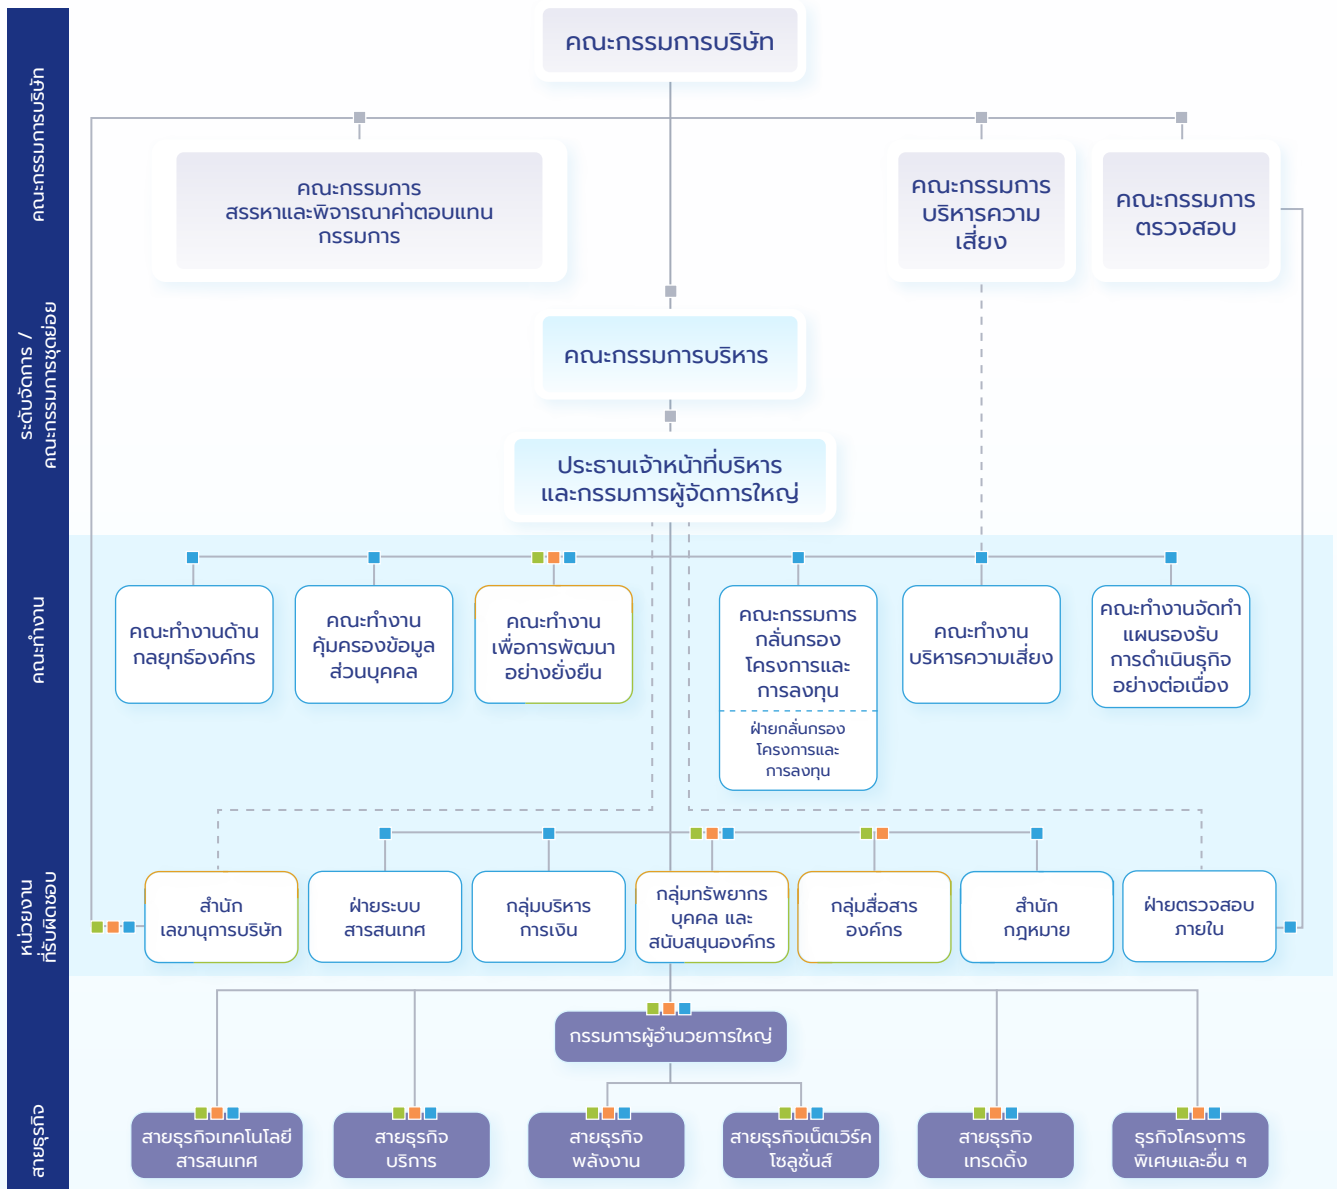 คณะกรรมการบริษัท
คณะกรรมการบริษัท
คณะกรรมการ
สรรหาและพิจารณาค่าตอบแทน
กรรมการ
คณะกรรมการ
บริหารความ
เสี่ยง
คณะกรรมการ
ตรวจสอบ
ระดับจัดการ /
คณะกรรมการชุดย่อย
คณะกรรมการบริหาร
ประธานเจ้าหน้าที่บริหาร
และกรรมการผู้จัดการใหญ่
คณะทำงาน
คณะทำงานด้าน
กลยุทธ์องค์กร
คณะทำงาน
คุ้มครองข้อมูล
ส่วนบุคคล
คณะทำงาน
เพื่อการพัฒนา
อย่างยั่งยืน
คณะกรรมการ
กลั่นกรอง
โครงการและ
การลงทุน
ฝ่ายกลั่นกรอง
โครงการและ
การลงทุน
คณะทำงาน
บริหารความเสี่ยง
คณะทำงานจัดทำ
แผนรองรับ
การดำเนินธุรกิจ
อย่างต่อเนื่อง
หน่วยงาน
ที่รับผิดชอบ
สำนัก
เลขานุการบริษัท
ฝ่ายระบบ
สารสนเทศ
กลุ่มบริหาร
การเงิน
กลุ่มทรัพยากร
บุคคล และ
สนับสนุนองค์กร
กลุ่มสื่อสาร
องค์กร
สำนัก
กฎหมาย
ฝ่ายตรวจสอบ
ภายใน
สายธุรกิจ
กรรมการผู้อำนวยการใหญ่
สายธุรกิจเทคโนโลยี
สารสนเทศ
สายธุรกิจ
บริการ
สายธุรกิจ
พลังงาน
สายธุรกิจเน็ตเวิร์ค
โซลูชั่นส์
สายธุรกิจ
เทรดดิ้ง
ธุรกิจโครงการ
พิเศษและอื่น ๆ